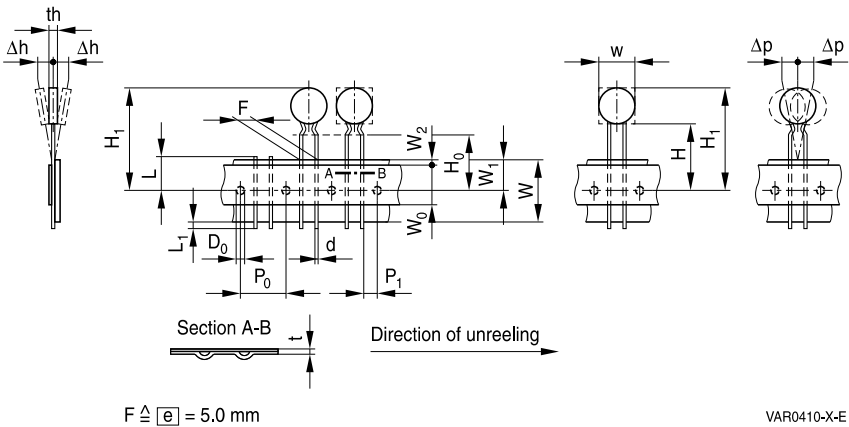 th
Δh Δh
w
Δp Δp
F
H₁
L
L₁
W₂
H₀
W₁
W
W₀
A B
H
H₁
D₀
d
P₀
P₁
Section A-B
t
Direction of unreeling
F ≙ e = 5.0 mm
VAR0410-X-E